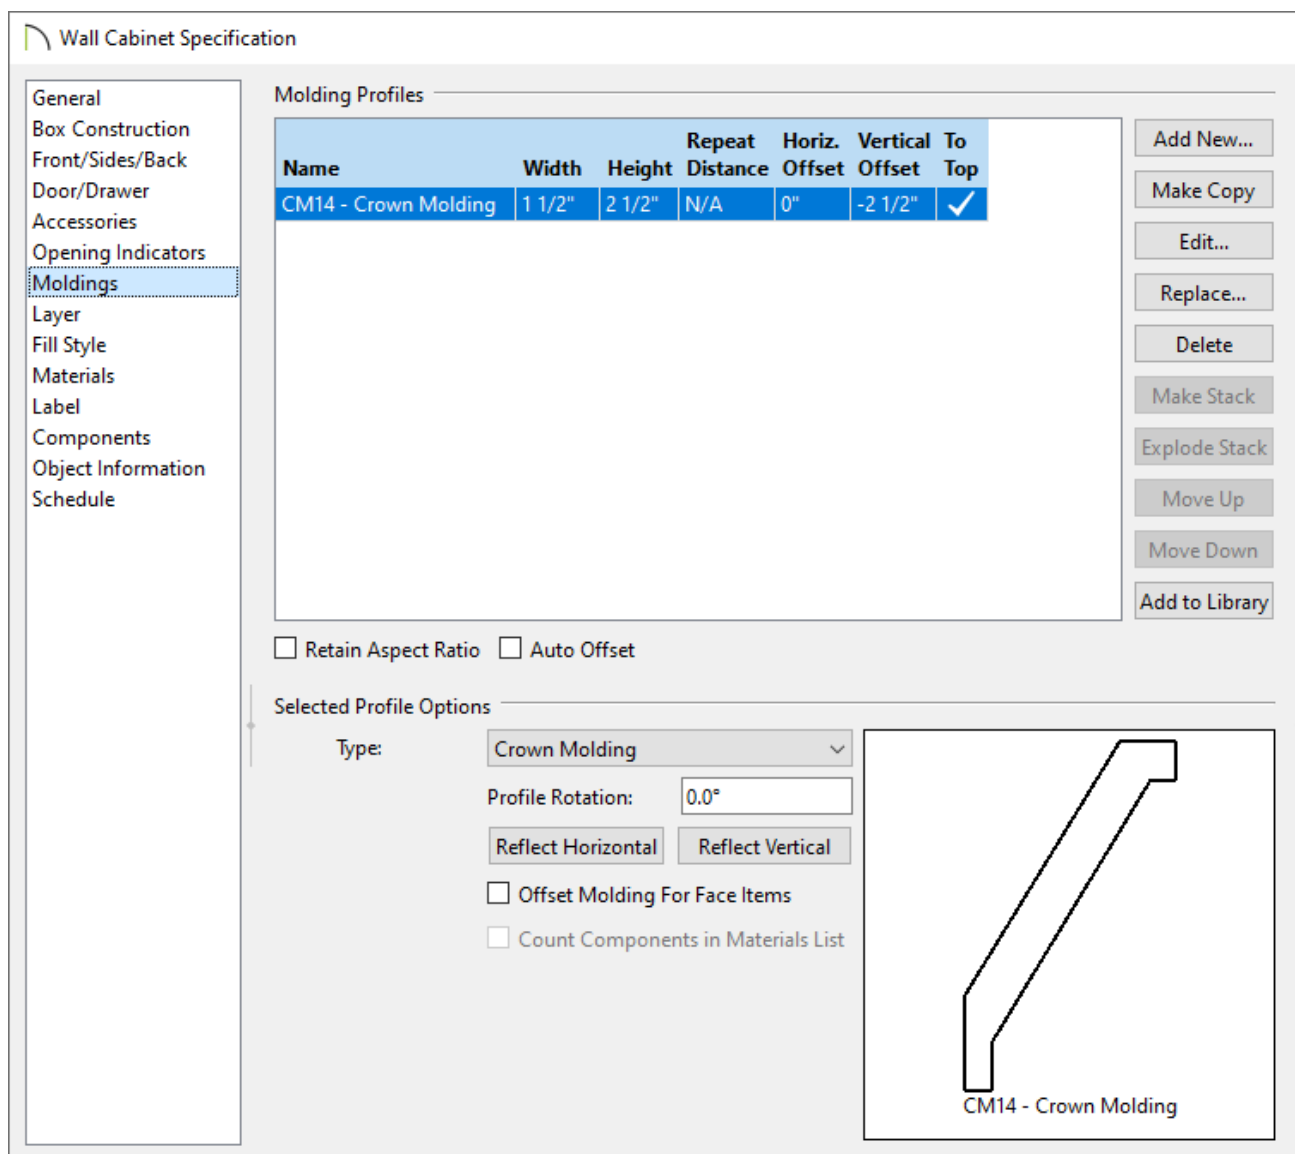 Wall Cabinet Specification
General
Box Construction
Front/Sides/Back
Door/Drawer
Accessories
Opening Indicators
Moldings
Layer
Fill Style
Materials
Label
Components
Object Information
Schedule
Molding Profiles
Repeat Horiz. Vertical To
Name Width Height Distance Offset Offset Top
CM14 - Crown Molding 1 1/2" 2 1/2" N/A 0" -2 1/2"
Add New...
Make Copy
Edit...
Replace...
Delete
Make Stack
Explode Stack
Move Up
Move Down
Add to Library
Retain Aspect Ratio Auto Offset
Selected Profile Options
Type: Crown Molding
Profile Rotation: 0.0°
Reflect Horizontal Reflect Vertical
Offset Molding For Face Items
Count Components in Materials List
CM14 - Crown Molding